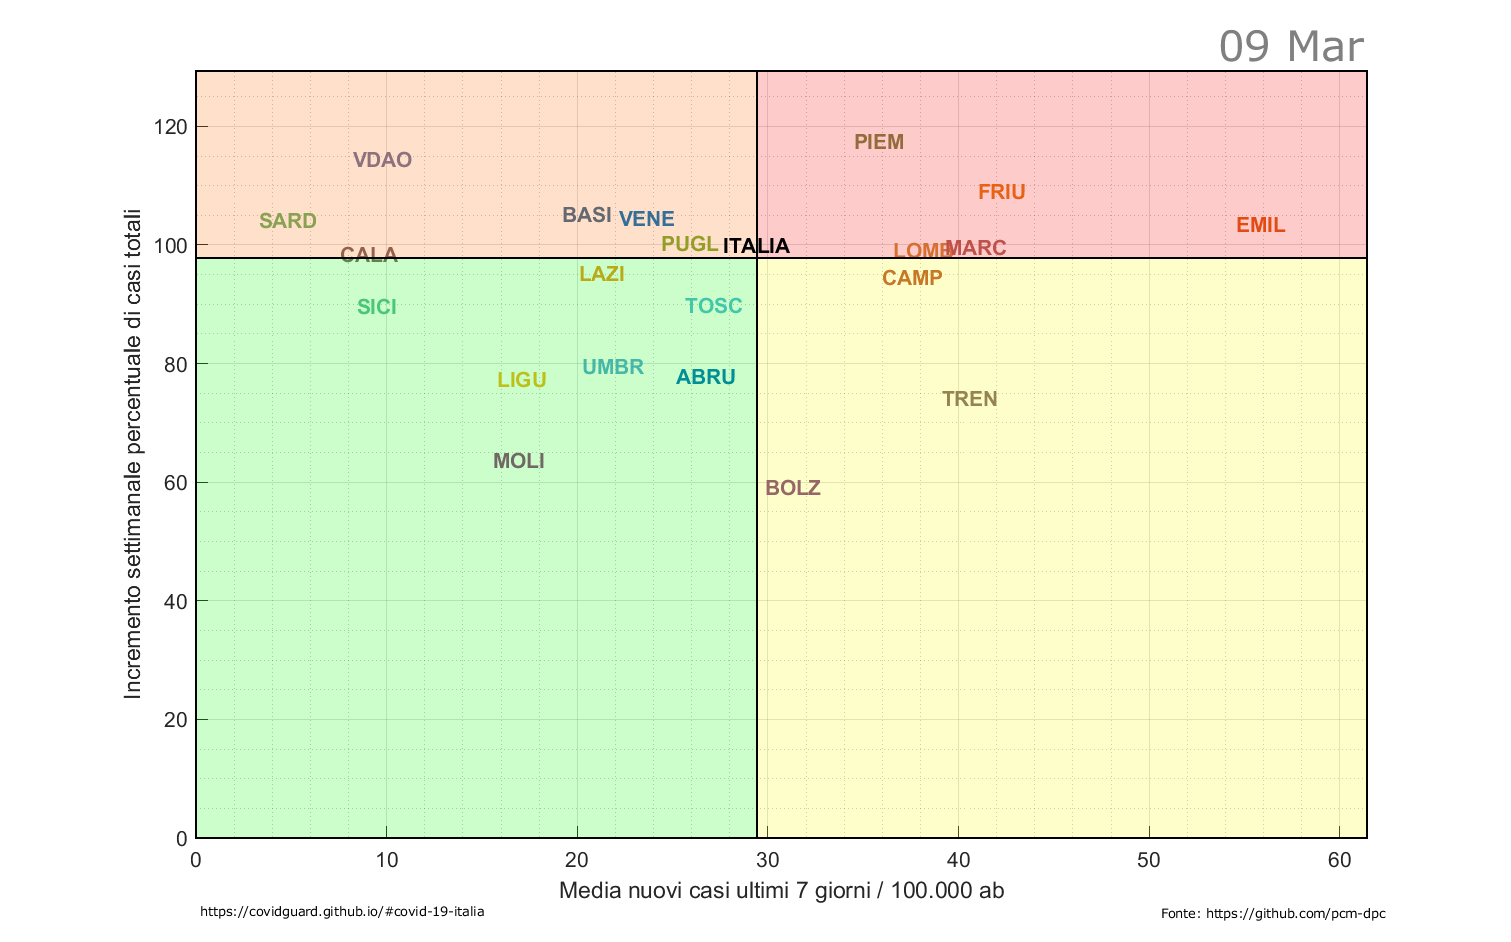 09 Mar
120
100
80
60
40
20
0
Incremento settimanale percentuale di casi totali
PIEM
VDAO
FRIU
BASI
VENE
SARD
EMIL
PUGL
ITALIA
LOMB
MARC
CALA
LAZI
CAMP
SICI
TOSC
UMBR
LIGU
ABRU
TREN
MOLI
BOLZ
0 10 20 30 40 50 60
Media nuovi casi ultimi 7 giorni / 100.000 ab
https://covidguard.github.io/#covid-19-italia
Fonte: https://github.com/pcm-dpc